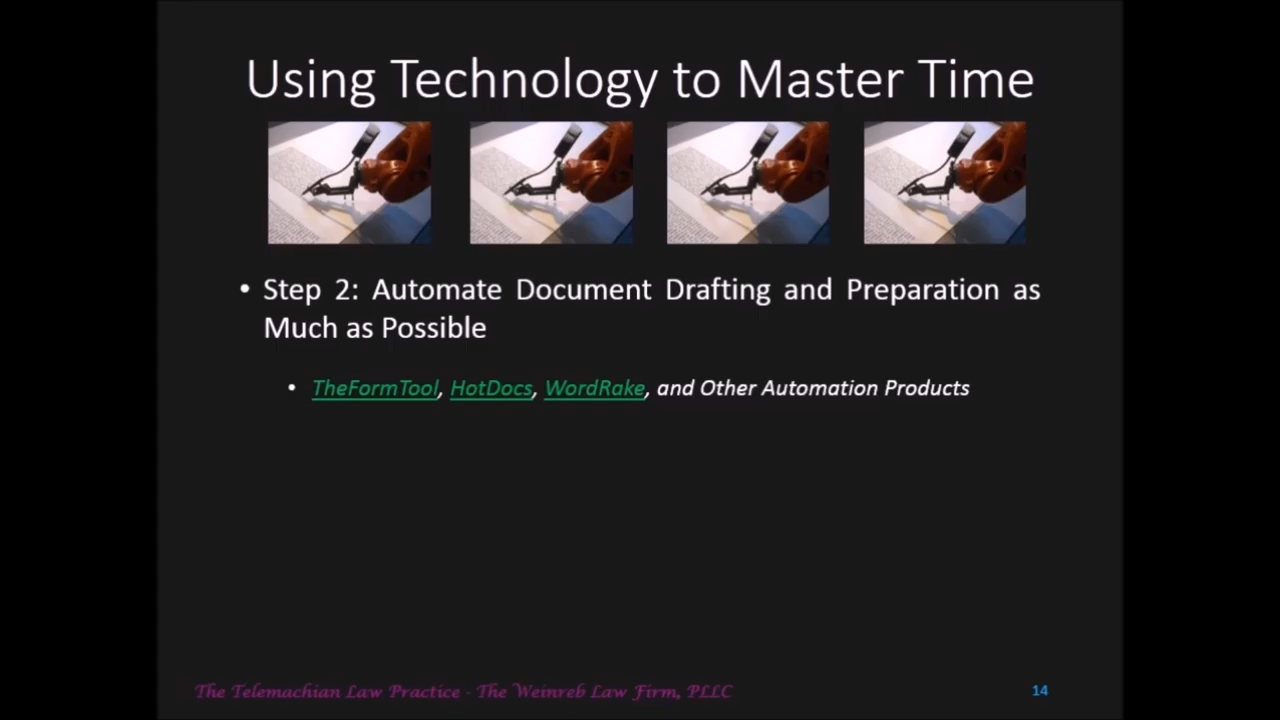 Using Technology to Master Time
• Step 2: Automate Document Drafting and Preparation as
Much as Possible
• TheFormTool, HotDocs, WordRake, and Other Automation Products
The Telemachian Law Practice - The Weinreb Law Firm, PLLC
14